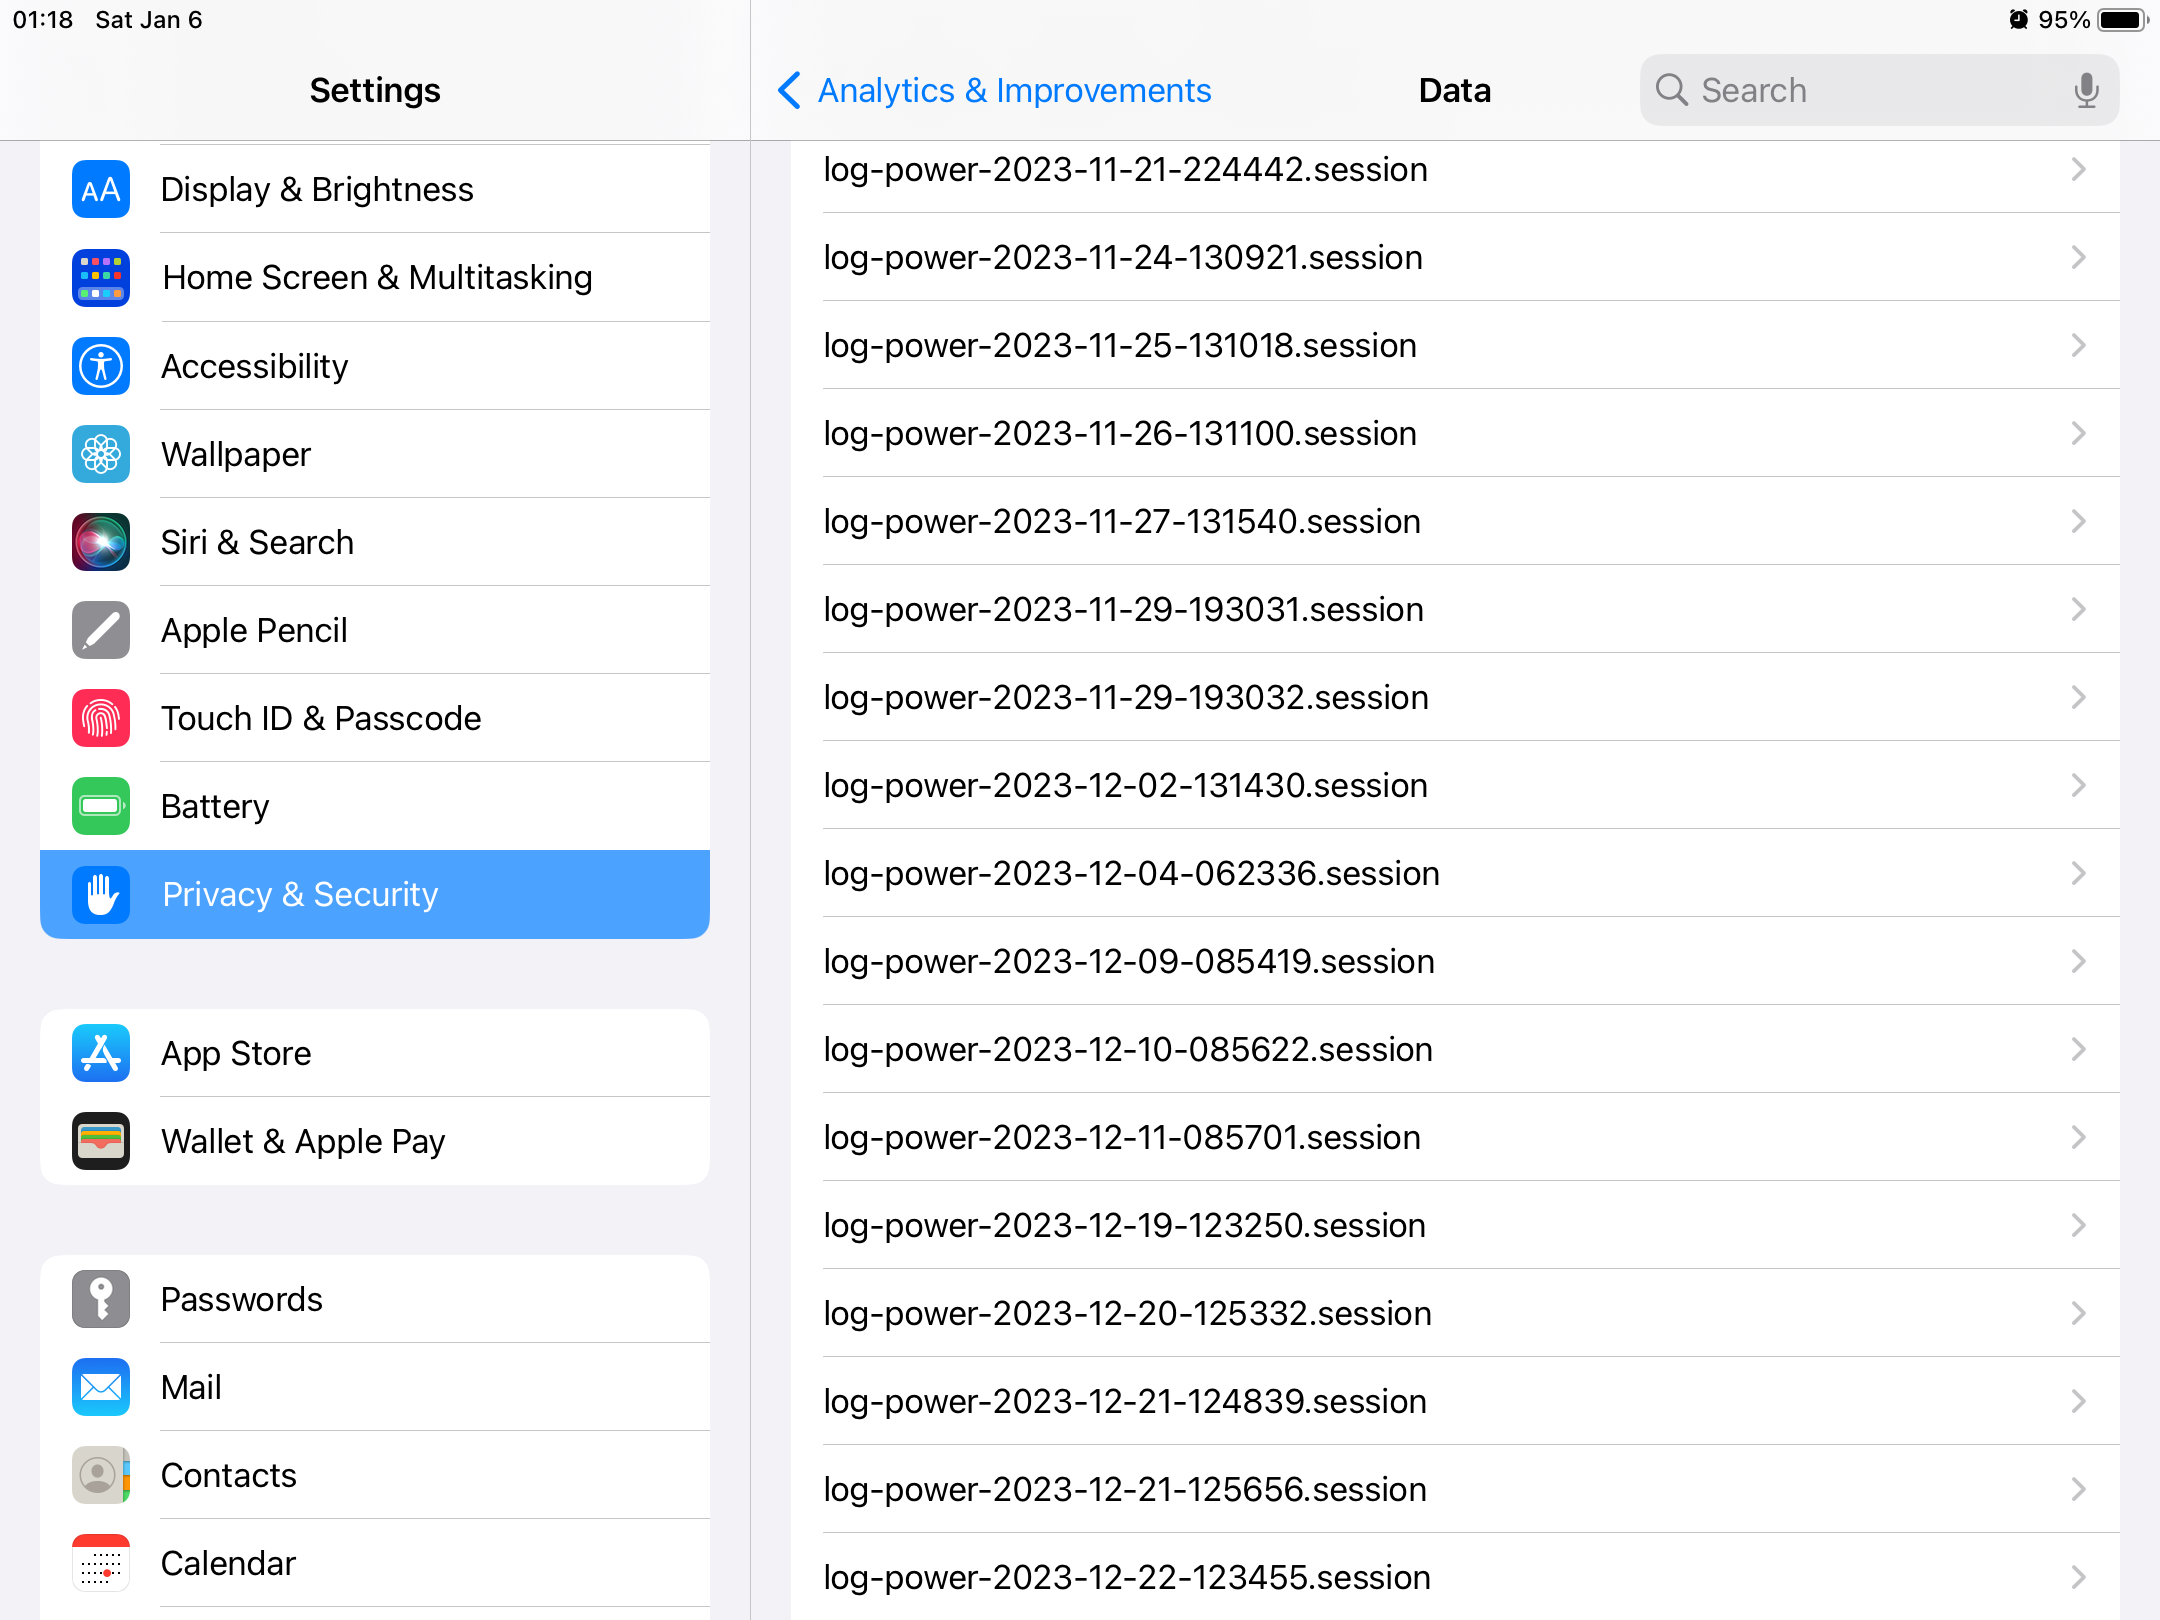 01:18 Sat Jan 6
95%
Settings
Analytics & Improvements
Data
Search
Display & Brightness
Home Screen & Multitasking
Accessibility
Wallpaper
Siri & Search
Apple Pencil
Touch ID & Passcode
Battery
Privacy & Security
App Store
Wallet & Apple Pay
Passwords
Mail
Contacts
Calendar
log-power-2023-11-21-224442.session
log-power-2023-11-24-130921.session
log-power-2023-11-25-131018.session
log-power-2023-11-26-131100.session
log-power-2023-11-27-131540.session
log-power-2023-11-29-193031.session
log-power-2023-11-29-193032.session
log-power-2023-12-02-131430.session
log-power-2023-12-04-062336.session
log-power-2023-12-09-085419.session
log-power-2023-12-10-085622.session
log-power-2023-12-11-085701.session
log-power-2023-12-19-123250.session
log-power-2023-12-20-125332.session
log-power-2023-12-21-124839.session
log-power-2023-12-21-125656.session
log-power-2023-12-22-123455.session